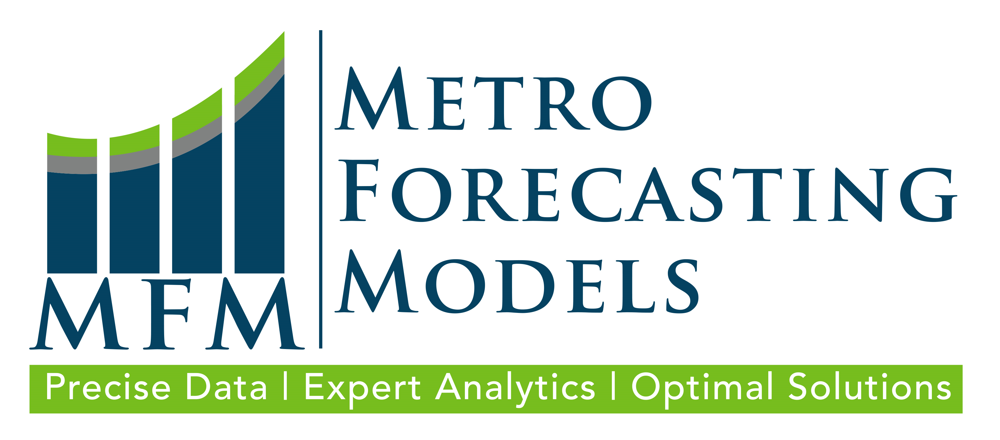 MFM
METRO
FORECASTING
MODELS
Precise Data | Expert Analytics | Optimal Solutions